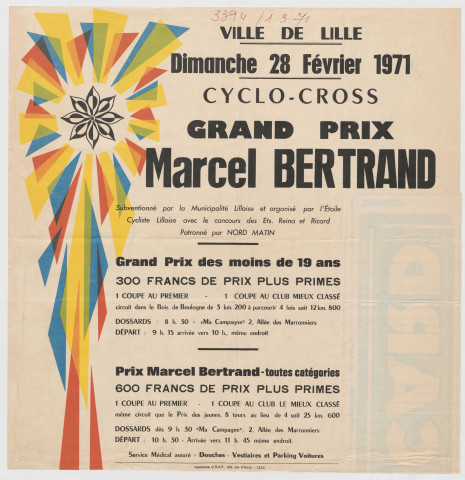 3394 / 1-3-71
VILLE DE LILLE
Dimanche 28 Février 1971
CYCLO-CROSS
GRAND PRIX
Marcel BERTRAND
Subventionné par la Municipalité Lilloise et organisé par l'Étoile
Cycliste Lilloise avec le concours des Ets. Reina et Ricard
Patronné par NORD MATIN
Grand Prix des moins de 19 ans
300 FRANCS DE PRIX PLUS PRIMES
1 COUPE AU PREMIER - 1 COUPE AU CLUB MIEUX CLASSÉ
circuit dans le Bois de Boulogne de 3 km. 200 à parcourir 4 fois soit 12 km. 800
DOSSARDS : 8 h. 30 - «Ma Campagne», 2, Allée des Marronniers
DÉPART : 9 h. 15 arrivée vers 10 h., même endroit
Prix Marcel Bertrand - toutes catégories
600 FRANCS DE PRIX PLUS PRIMES
1 COUPE AU PREMIER - 1 COUPE AU CLUB LE MIEUX CLASSÉ
même circuit que le Prix des jeunes, 8 tours au lieu de 4 soit 25 km. 600
DOSSARDS dès 9 h. 30 "Ma Campagne", 2, Allée des Marronniers
DÉPART : 10 h. 30 - Arrivée vers 11 h. 45 même endroit.
Service Médical assuré - Douches - Vestiaires et Parking Voitures